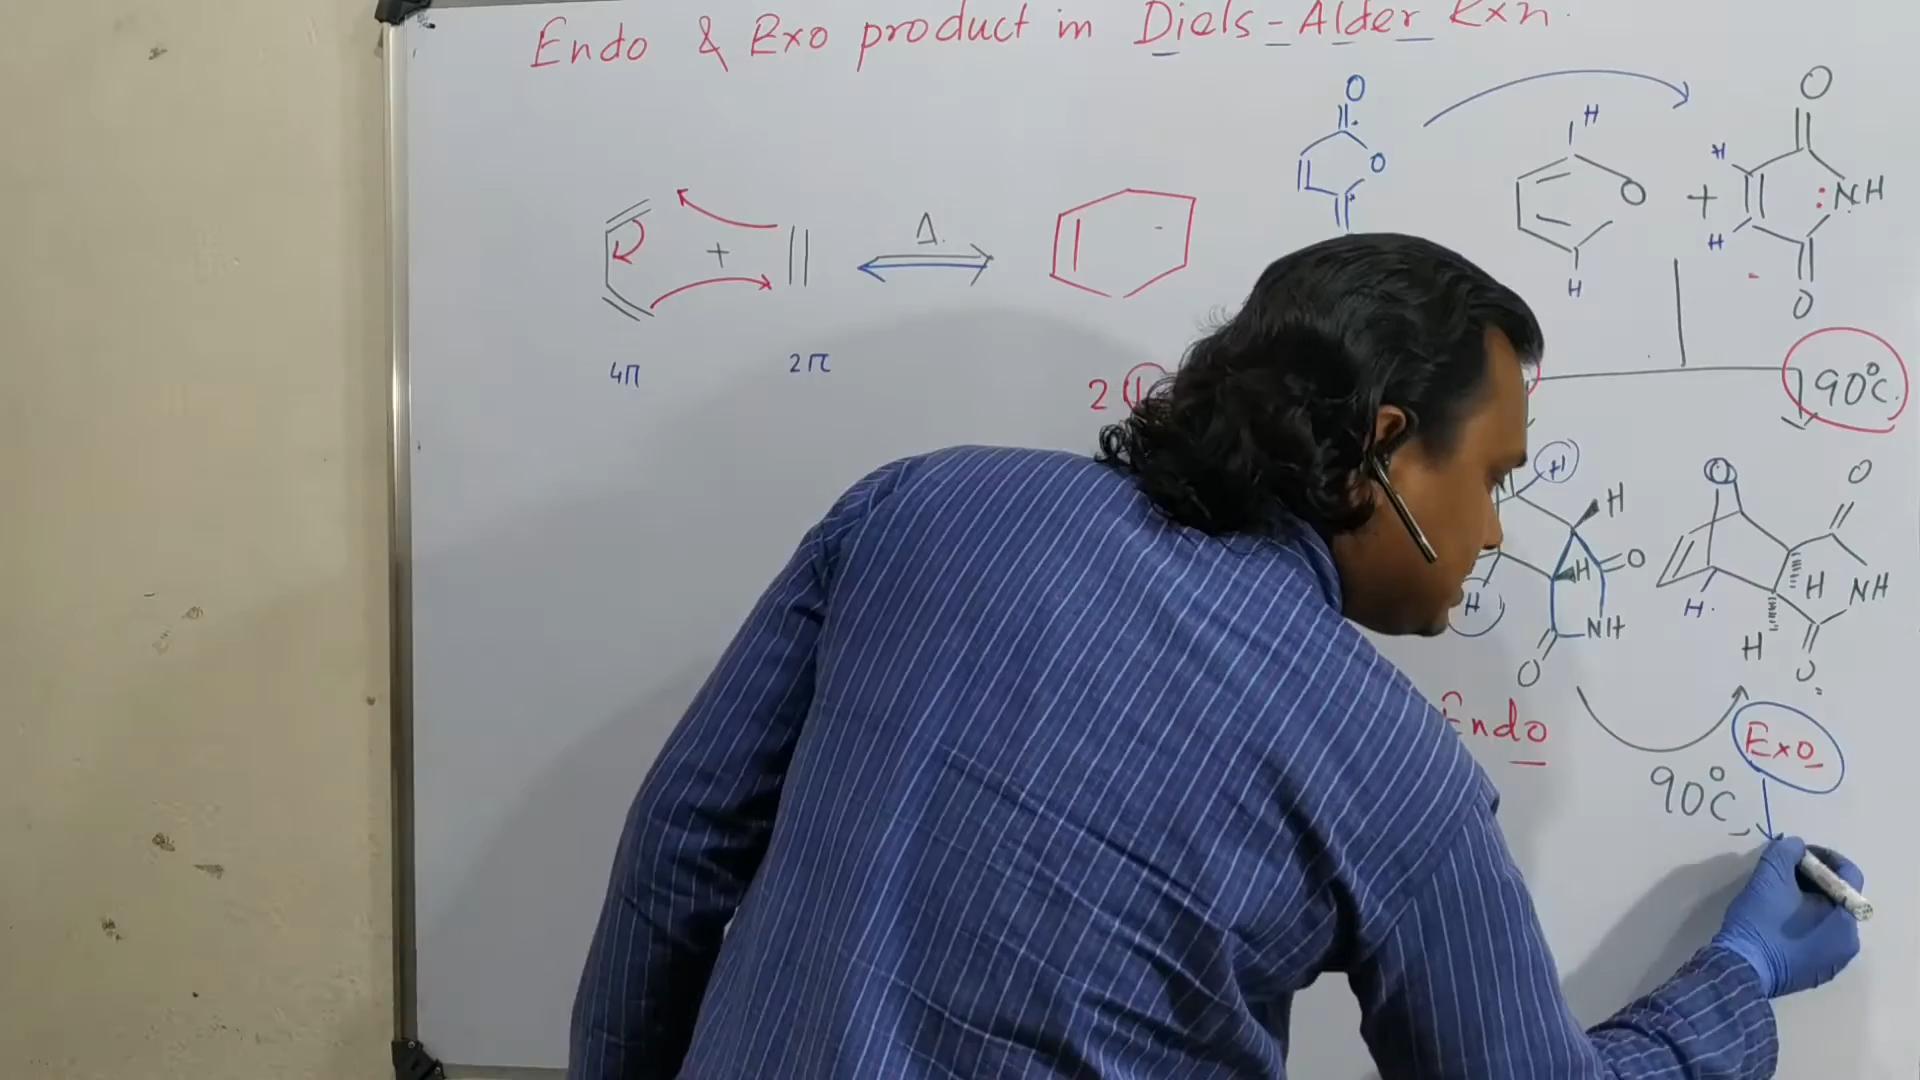 Endo & Exo product in Diels-Alder Rxn.
O
O
H
O
H
+
H
H
O
NH
O
+
Δ
4π
2π
2
90°C
H
H
O
H
H
NH
O
O
O
H
NH
H
H
O
Endo
Exo
90°C